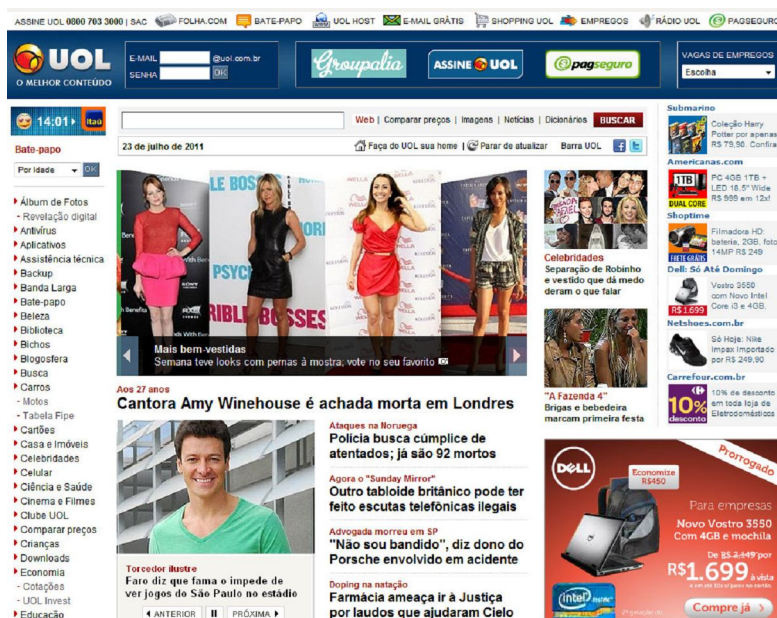 ASSINE UOL 0800 703 3000 | SAC FOLHA.COM BATE-PAPO UOL HOST E-MAIL GRÁTIS SHOPPING UOL EMPREGOS RÁDIO UOL PAGSEGURO
UOL
O MELHOR CONTEÚDO
E-MAIL @uol.com.br
SENHA OK
Groupalia
ASSINE UOL
pagseguro
VAGAS DE EMPREGOS
Escolha
14:01
Itaú
Bate-papo
Por Idade OK
Álbum de Fotos
- Revelação digital
Antivírus
Aplicativos
Assistência técnica
Backup
Banda Larga
Bate-papo
Beleza
Biblioteca
Bichos
Blogosfera
Busca
Carros
- Motos
- Tabela Fipe
Cartões
Casa e Imóveis
Celebridades
Celular
Ciência e Saúde
Cinema e Filmes
Clube UOL
Comparar preços
Crianças
Downloads
Economia
- Cotações
- UOL Invest
Educação
Web | Comparar preços | Imagens | Notícias | Dicionários BUSCAR
23 de julho de 2011 Faça do UOL sua home | Parar de atualizar Barra UOL
Mais bem-vestidas
Semana teve looks com pernas à mostra; vote no seu favorito
Celebridades
Separação de Robinho
e vestido que dá medo
deram o que falar
"A Fazenda 4"
Brigas e bebedeira
marcam primeira festa
Aos 27 anos
Cantora Amy Winehouse é achada morta em Londres
Torcedor ilustre
Faro diz que fama o impede de
ver jogos do São Paulo no estádio
ANTERIOR PRÓXIMA
Ataques na Noruega
Polícia busca cúmplice de
atentados; já são 92 mortos
Agora o "Sunday Mirror"
Outro tabloide britânico pode ter
feito escutas telefônicas ilegais
Advogada morreu em SP
"Não sou bandido", diz dono do
Porsche envolvido em acidente
Doping na natação
Farmácia ameaça ir à Justiça
por laudos que ajudaram Cielo
Submarino
Coleção Harry
Potter por apenas
R$ 79,90. Confira
Americanas.com
1TB
DUAL CORE
PC 4GB 1TB +
LED 18,5" Wide
R$ 999 em 12x!
Shoptime
FRETE GRÁTIS
Filmadora HD:
bateria, 2GB, foto
14MP R$ 249
Dell: Só Até Domingo
R$1.699
Vostro 3550
com Novo Intel
Core i3 e 4GB.
Netshoes.com.br
Só Hoje: Nike
Impax Importado
por R$ 249,90
Carrefour.com.br
10%
desconto
10% de desconto
em toda loja de
Eletrodomésticos
Prorrogado
DELL
Economize
R$450
Para empresas
Novo Vostro 3550
Com 4GB e mochila
De R$ 2.149 por
R$1.699 à vista
intel
Compre já